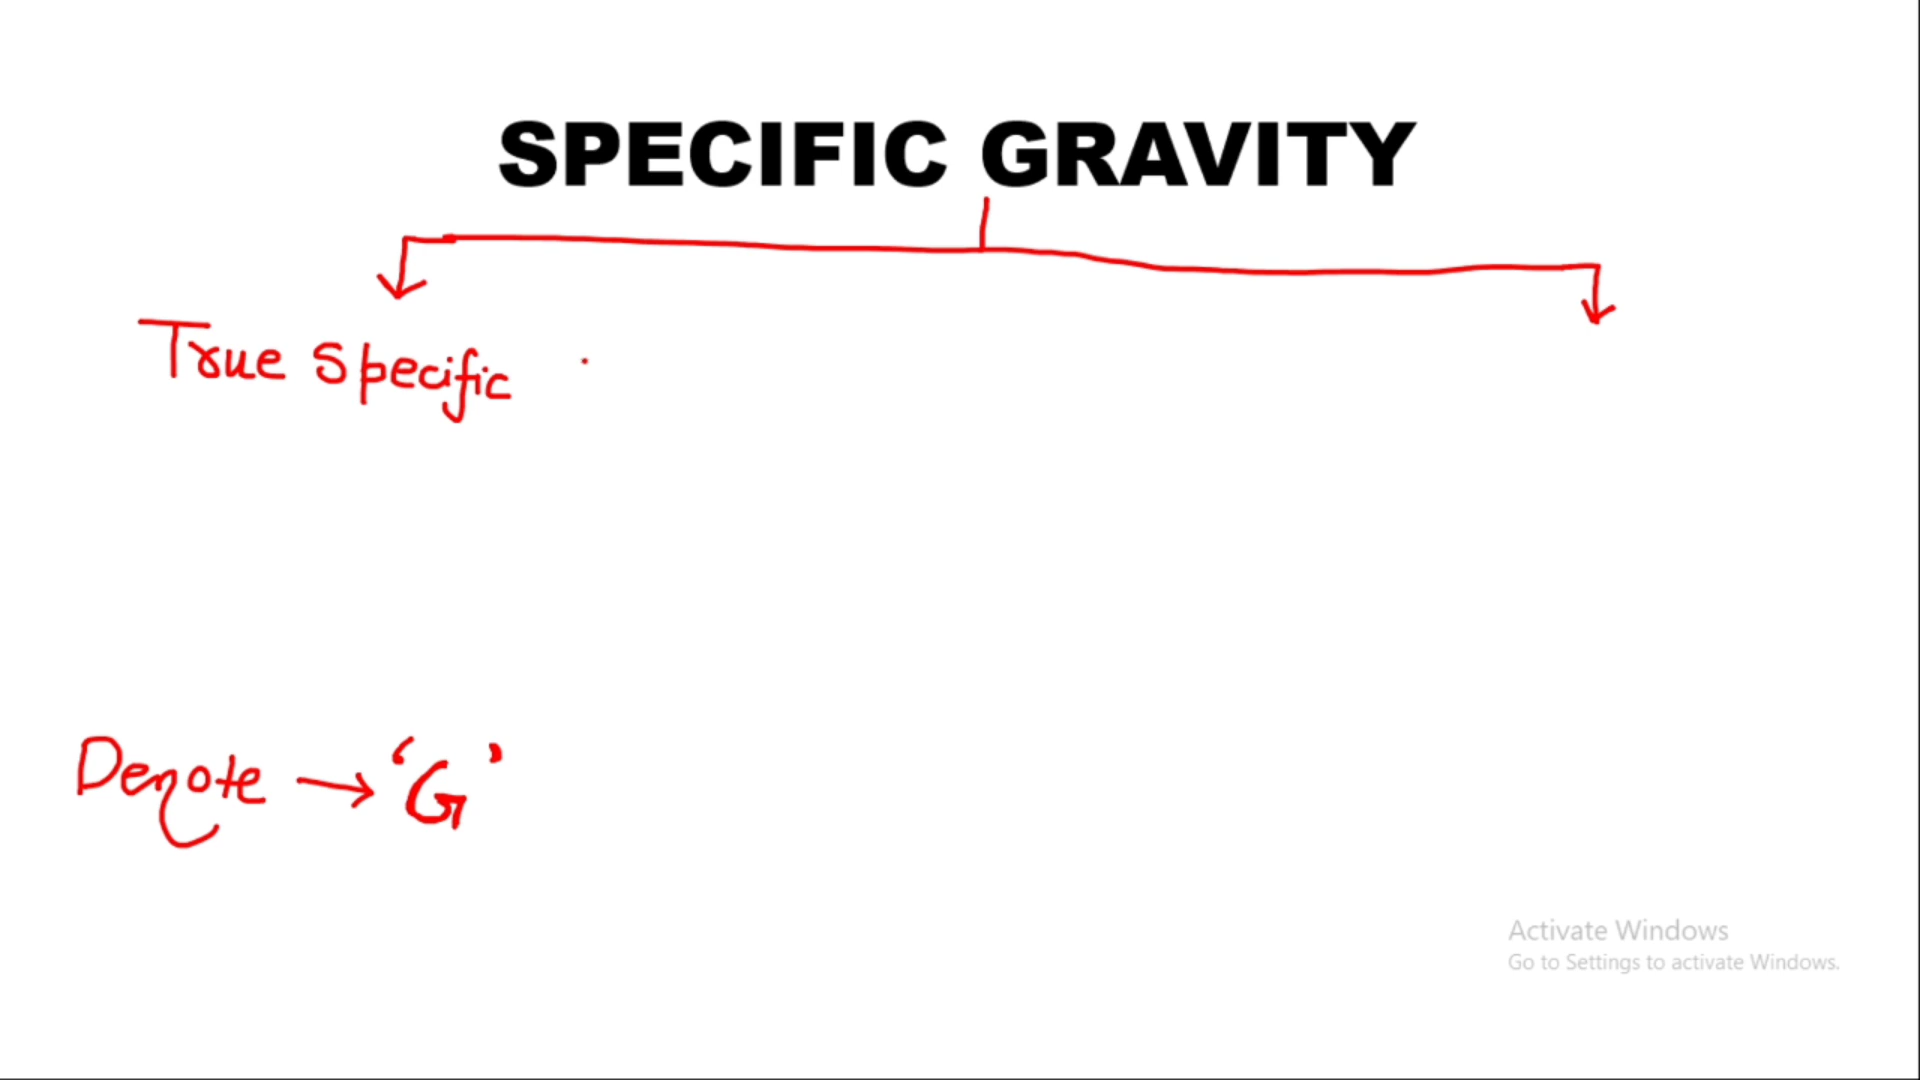 SPECIFIC GRAVITY
True Specific
Denote → 'G'
Activate Windows
Go to Settings to activate Windows.